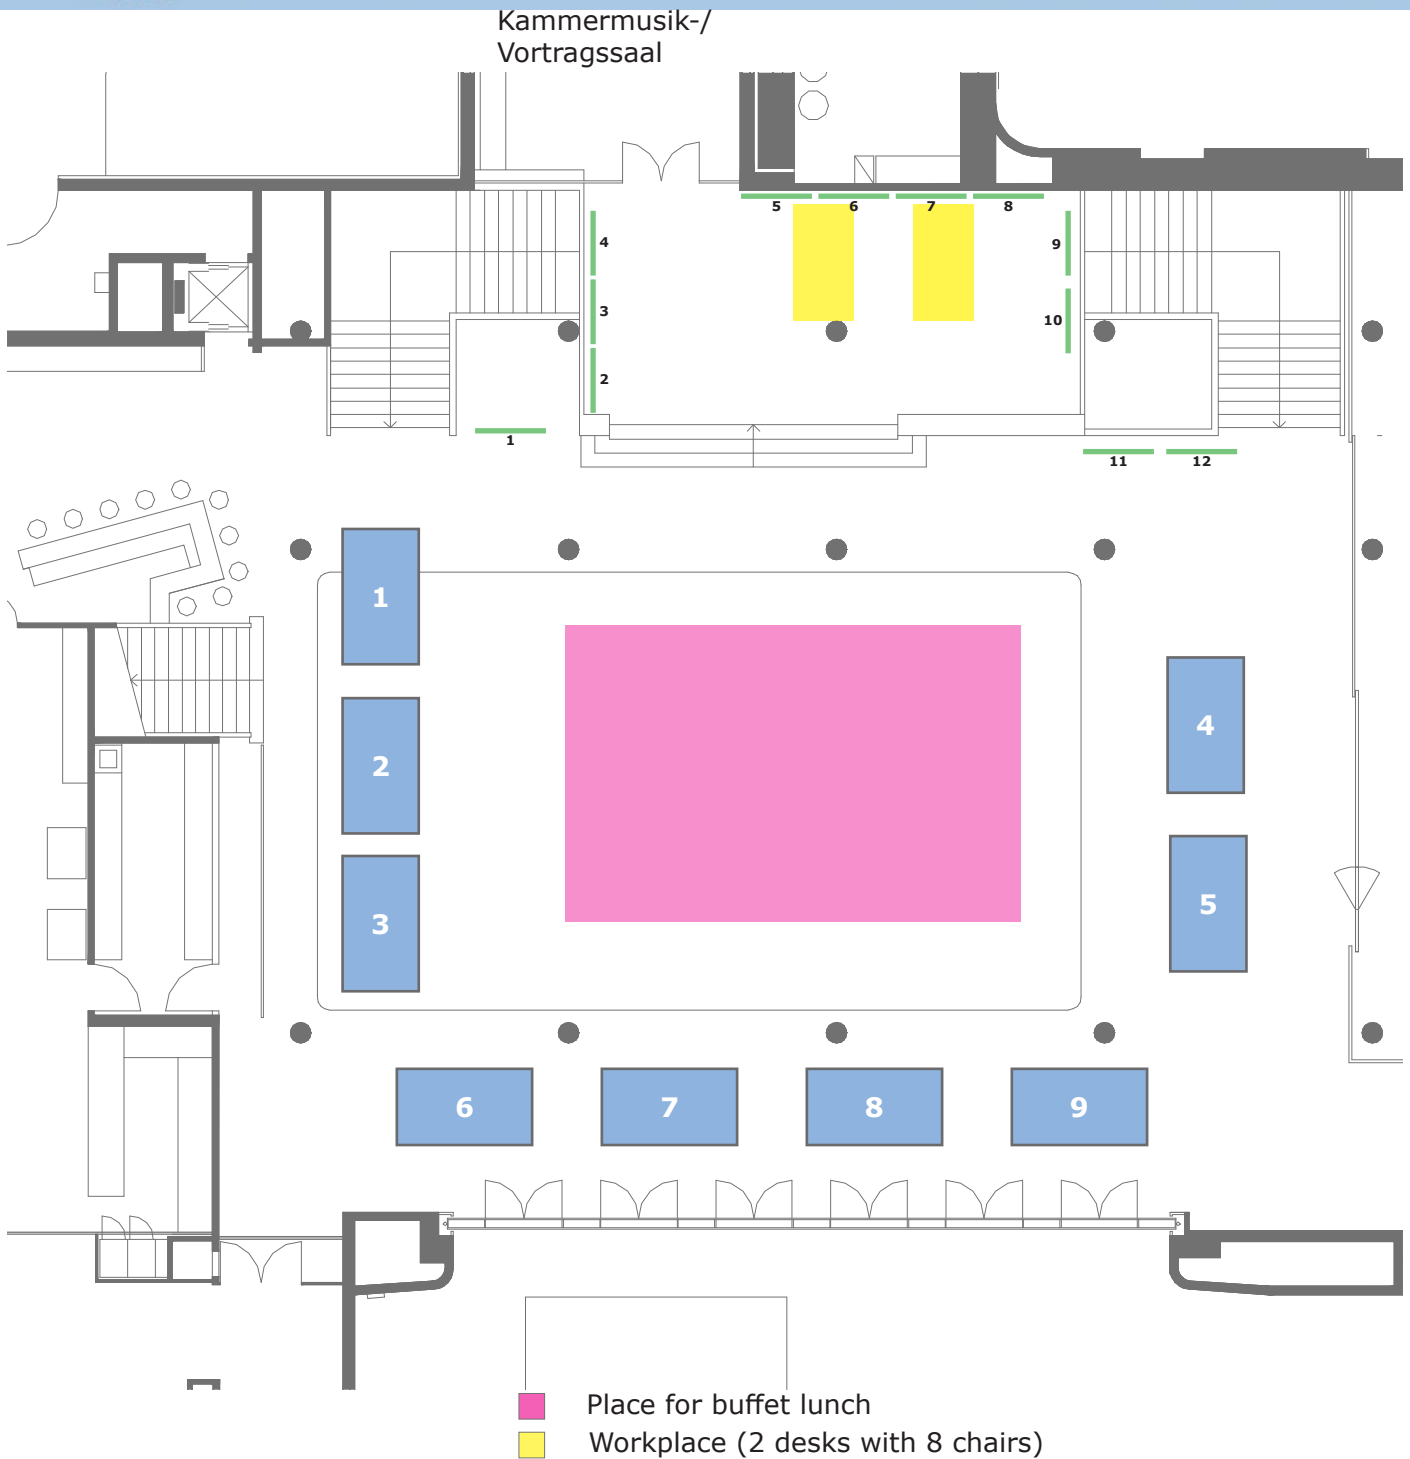 Kammermusik-/
Vortragssaal
5 6 7 8
4 9
3 10
2
1
11 12
1
2 4
3 5
6 7 8 9
Place for buffet lunch
Workplace (2 desks with 8 chairs)